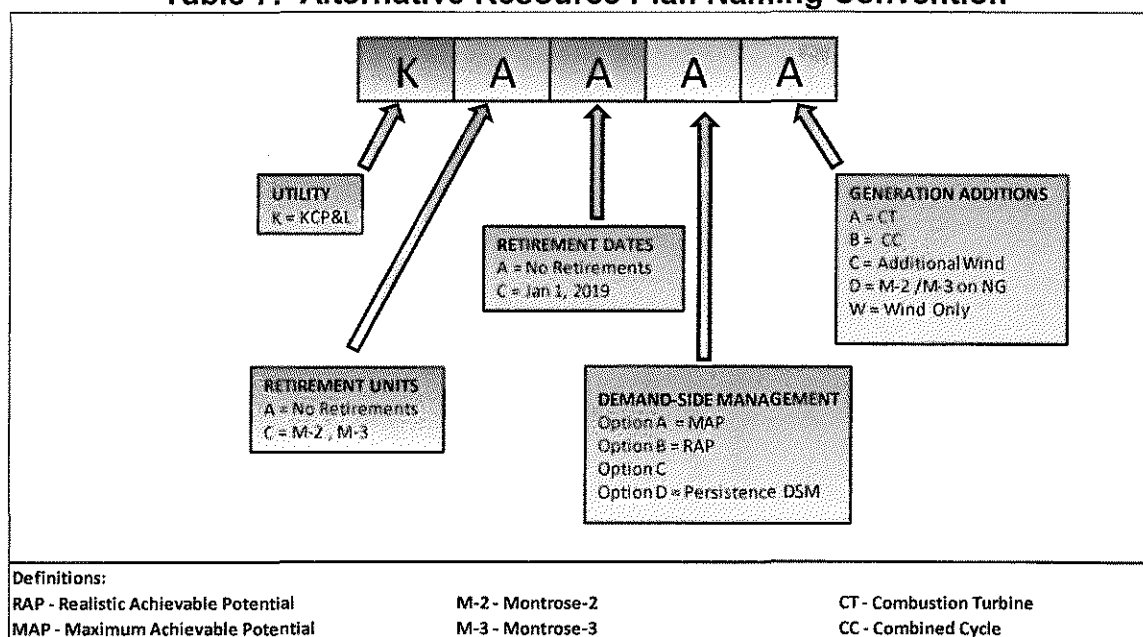 Table 7: Alternative Resource Plan Naming Convention
K A A A A
UTILITY
K = KCP&L
RETIREMENT UNITS
A = No Retirements
C = M-2 , M-3
RETIREMENT DATES
A = No Retirements
C = Jan 1, 2019
DEMAND-SIDE MANAGEMENT
Option A = MAP
Option B = RAP
Option C
Option D = Persistence DSM
GENERATION ADDITIONS
A = CT
B = CC
C = Additional Wind
D = M-2 /M-3 on NG
W = Wind Only
Definitions:
RAP - Realistic Achievable Potential M-2 - Montrose-2 CT - Combustion Turbine
MAP - Maximum Achievable Potential M-3 - Montrose-3 CC - Combined Cycle